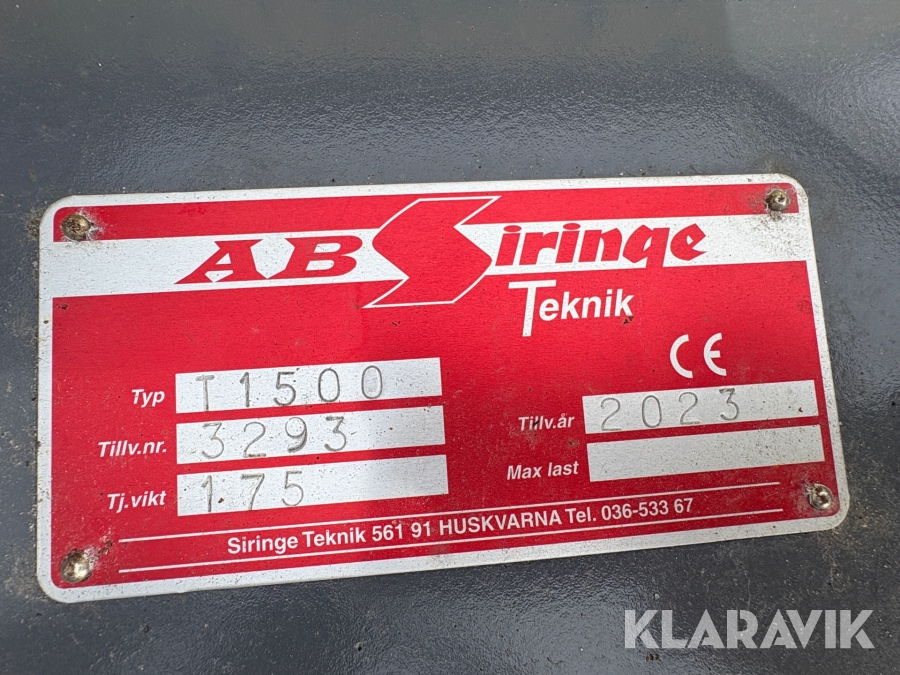 AB Siringe
Teknik
CE
Typ T1500
Tillv.nr. 3293
Tillv.år 2023
Tj.vikt 175
Max last
Siringe Teknik 561 91 HUSKVARNA Tel. 036-533 67
KLARAVIK